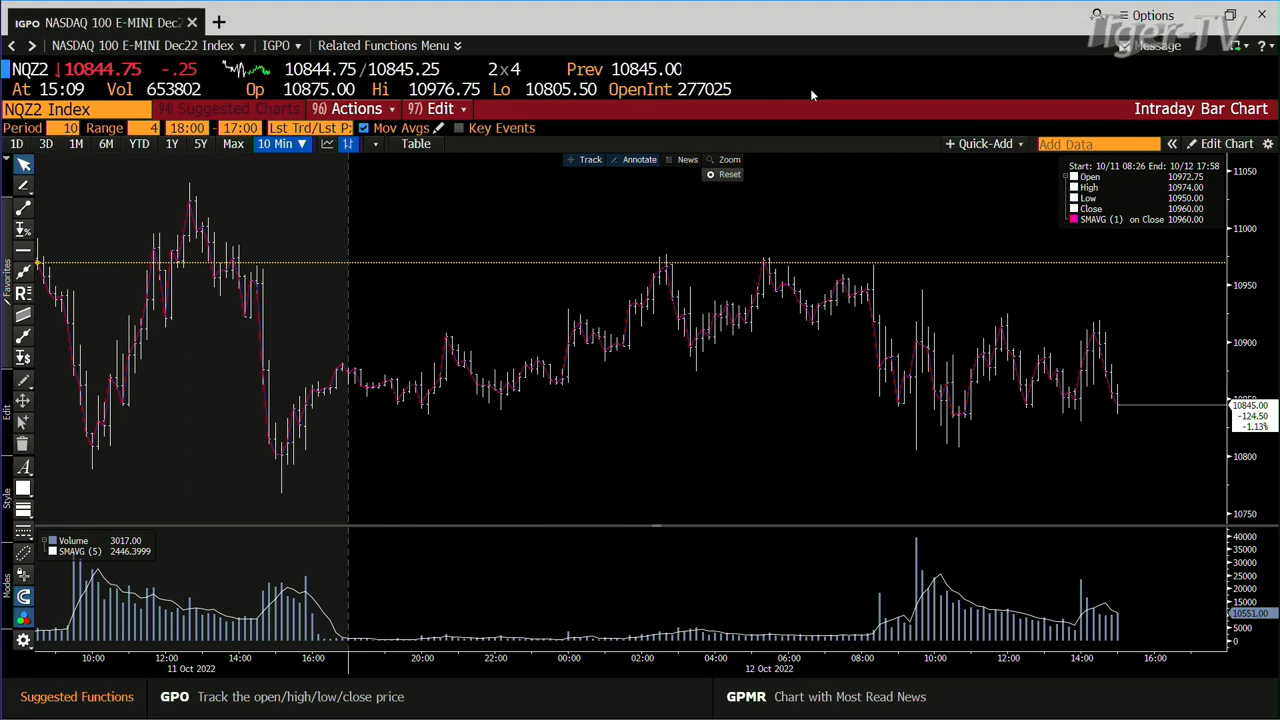 IGPO NASDAQ 100 E-MINI Dec22
Options
NASDAQ 100 E-MINI Dec22 Index IGPO Related Functions Menu
Message
Tiger-TV
NQZ2 10844.75 -.25 10844.75/10845.25 2x4 Prev 10845.00
At 15:09 Vol 653802 Op 10875.00 Hi 10976.75 Lo 10805.50 OpenInt 277025
NQZ2 Index 94) Suggested Charts 96) Actions 97) Edit Intraday Bar Chart
Period 10 Range 4 18:00 - 17:00 Lst Trd/Lst P: Mov Avgs Key Events
1D 3D 1M 6M YTD 1Y 5Y Max 10 Min Table + Quick-Add Add Data Edit Chart
Track Annotate News Zoom
Reset
Start: 10/11 08:26 End: 10/12 17:58
Open 10972.75
High 10974.00
Low 10950.00
Close 10960.00
SMAVG (1) on Close 10960.00
11050
11000
10950
10900
10850
10845.00
-124.50
-1.13%
10800
10750
Favorites
Edit
Style
Modes
Volume 3017.00
SMAVG (5) 2446.3999
40000
35000
30000
25000
20000
15000
10551.00
5000
0
10:00 12:00 14:00 16:00 20:00 22:00 00:00 02:00 04:00 06:00 08:00 10:00 12:00 14:00 16:00
11 Oct 2022 12 Oct 2022
Suggested Functions GPO Track the open/high/low/close price GPMR Chart with Most Read News